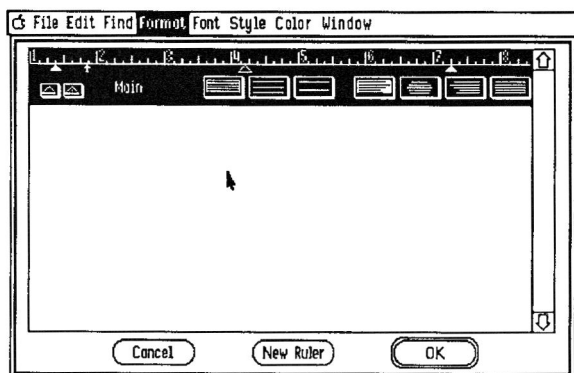 File Edit Find Format Font Style Color Window
1 2 3 4 5 6 7 8
Main
Cancel New Ruler OK